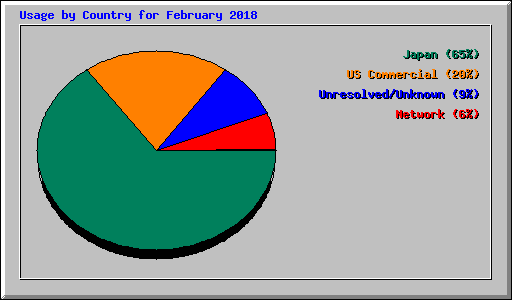 Usage by Country for February 2018
Japan (65%)
US Commercial (20%)
Unresolved/Unknown (9%)
Network (6%)